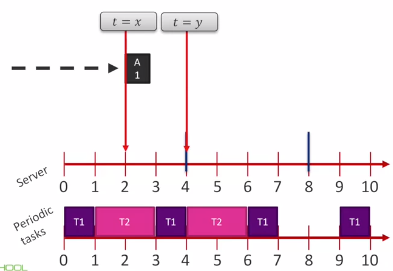 t = x
t = y
A
1
Server
0 1 2 3 4 5 6 7 8 9 10
Periodic
tasks
T1 T2 T1 T2 T1 T1
0 1 2 3 4 5 6 7 8 9 10
HOOL